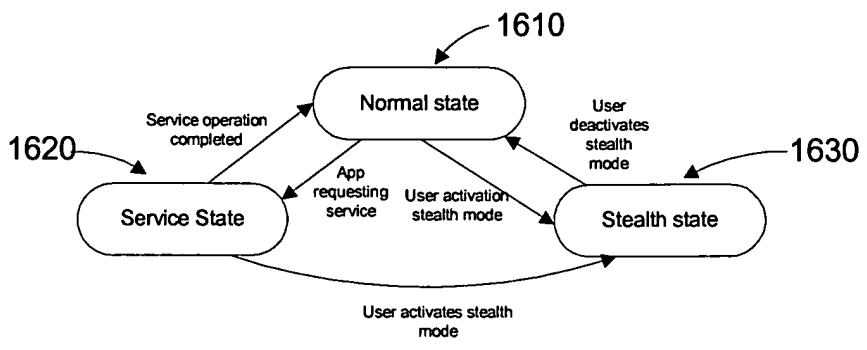 1610
Normal state
Service operation
completed
User
deactivates
stealth
mode
1620
1630
App
requesting
service
User activation
stealth mode
Service State
Stealth state
User activates stealth
mode